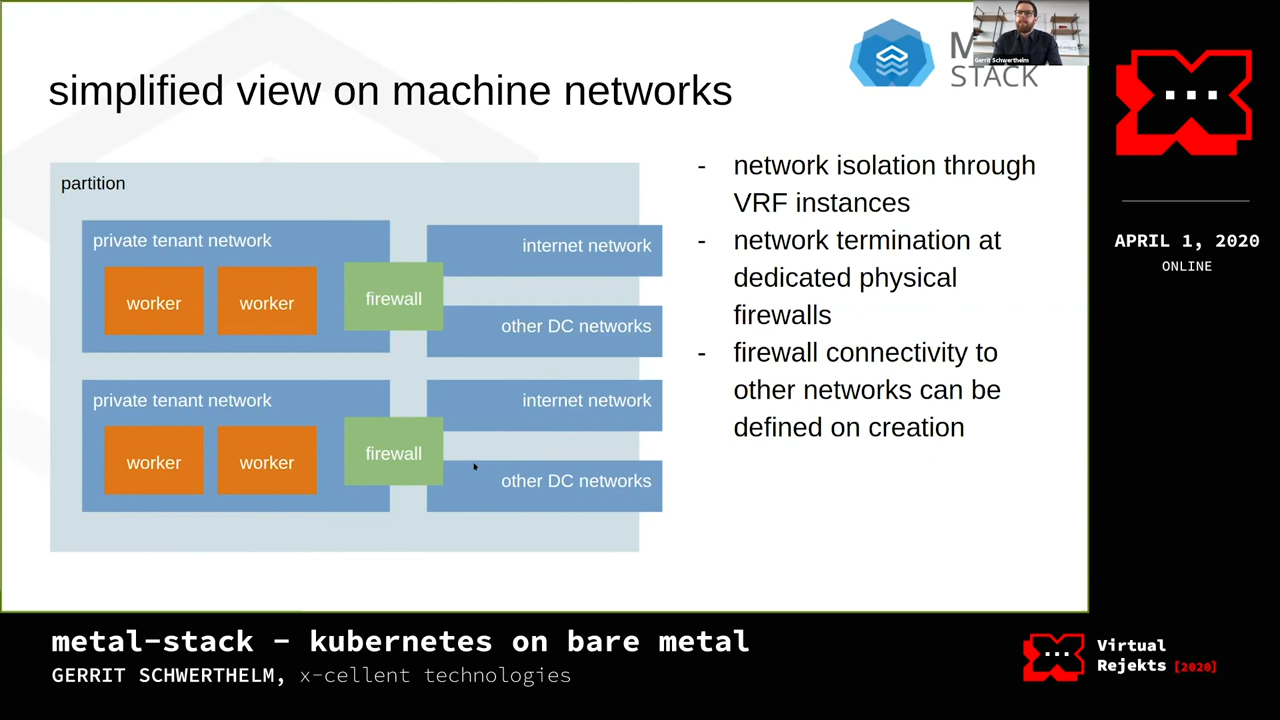 simplified view on machine networks
M
STACK
Gerrit Schwerthelm
partition
private tenant network
worker
worker
firewall
internet network
other DC networks
private tenant network
worker
worker
firewall
internet network
other DC networks
- network isolation through
VRF instances
- network termination at
dedicated physical
firewalls
- firewall connectivity to
other networks can be
defined on creation
APRIL 1, 2020
ONLINE
metal-stack - kubernetes on bare metal
GERRIT SCHWERTHELM, x-cellent technologies
Virtual
Rejekts [2020]